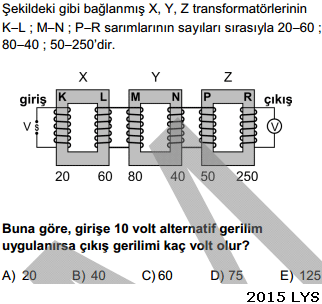 Şekildeki gibi bağlanmış X, Y, Z transformatörlerinin
K–L ; M–N ; P–R sarımlarının sayıları sırasıyla 20–60 ;
80–40 ; 50–250'dir.
X Y Z
giriş K L M N P R çıkış
V V
20 60 80 40 50 250
Buna göre, girişe 10 volt alternatif gerilim
uygulanırsa çıkış gerilimi kaç volt olur?
A) 20 B) 40 C) 60 D) 75 E) 125
2015 LYS